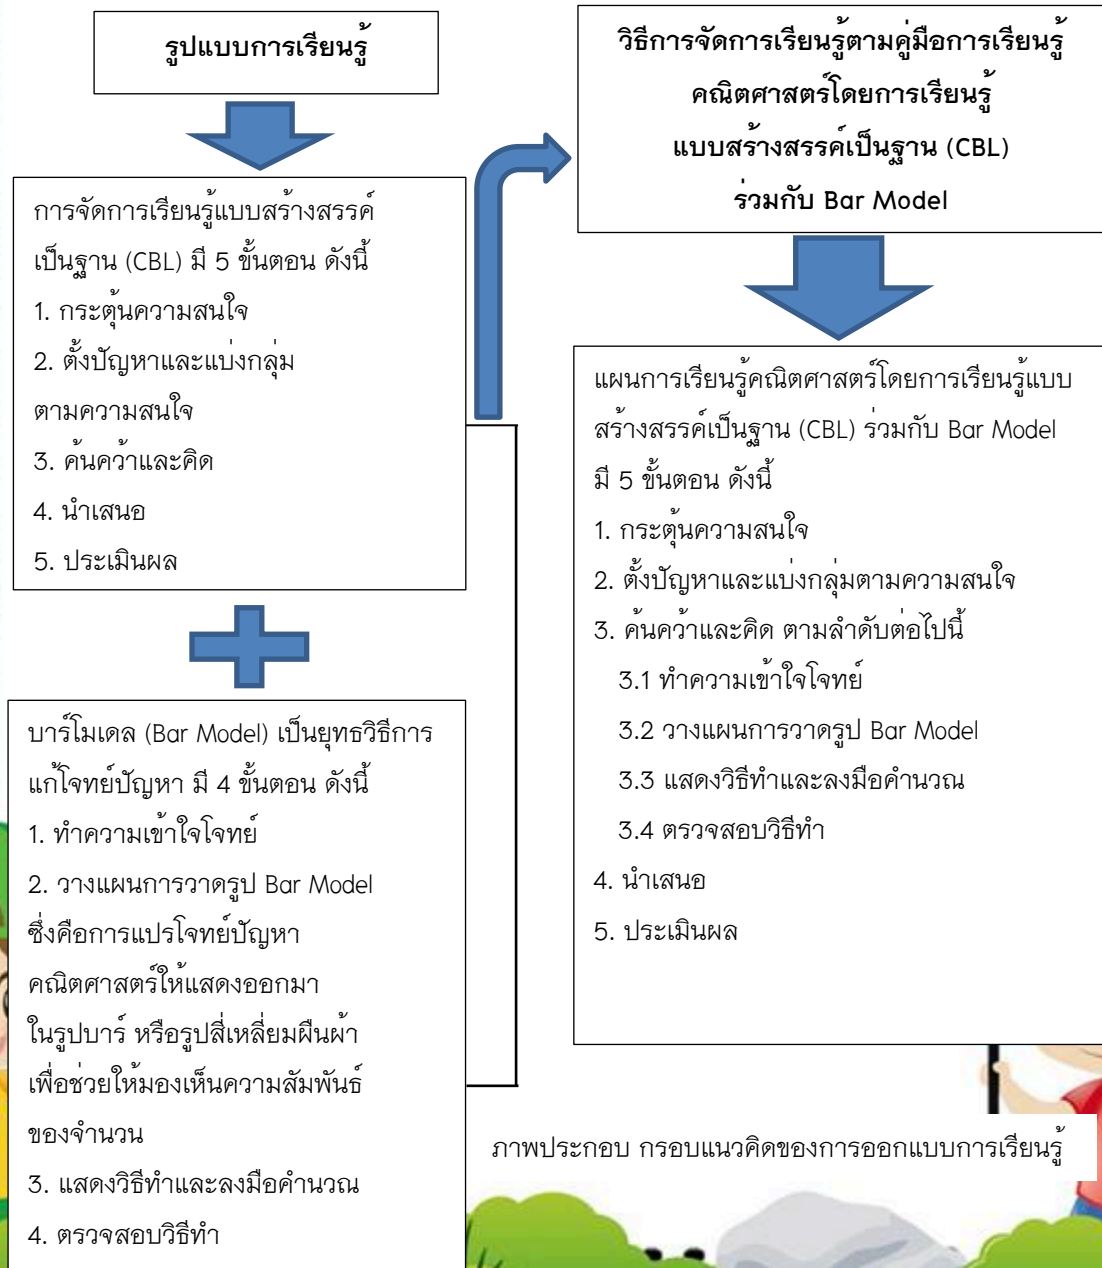 รูปแบบการเรียนรู้
การจัดการเรียนรู้แบบสร้างสรรค์
เป็นฐาน (CBL) มี 5 ขั้นตอน ดังนี้
1. กระตุ้นความสนใจ
2. ตั้งปัญหาและแบ่งกลุ่ม
ตามความสนใจ
3. ค้นคว้าและคิด
4. นำเสนอ
5. ประเมินผล
บาร์โมเดล (Bar Model) เป็นยุทธวิธีการ
แก้โจทย์ปัญหา มี 4 ขั้นตอน ดังนี้
1. ทำความเข้าใจโจทย์
2. วางแผนการวาดรูป Bar Model
ซึ่งคือการแปรโจทย์ปัญหา
คณิตศาสตร์ให้แสดงออกมา
ในรูปบาร์ หรือรูปสี่เหลี่ยมผืนผ้า
เพื่อช่วยให้มองเห็นความสัมพันธ์
ของจำนวน
3. แสดงวิธีทำและลงมือคำนวณ
4. ตรวจสอบวิธีทำ
วิธีการจัดการเรียนรู้ตามคู่มือการเรียนรู้
คณิตศาสตร์โดยการเรียนรู้
แบบสร้างสรรค์เป็นฐาน (CBL)
ร่วมกับ Bar Model
แผนการเรียนรู้คณิตศาสตร์โดยการเรียนรู้แบบ
สร้างสรรค์เป็นฐาน (CBL) ร่วมกับ Bar Model
มี 5 ขั้นตอน ดังนี้
1. กระตุ้นความสนใจ
2. ตั้งปัญหาและแบ่งกลุ่มตามความสนใจ
3. ค้นคว้าและคิด ตามลำดับต่อไปนี้
3.1 ทำความเข้าใจโจทย์
3.2 วางแผนการวาดรูป Bar Model
3.3 แสดงวิธีทำและลงมือคำนวณ
3.4 ตรวจสอบวิธีทำ
4. นำเสนอ
5. ประเมินผล
ภาพประกอบ กรอบแนวคิดของการออกแบบการเรียนรู้